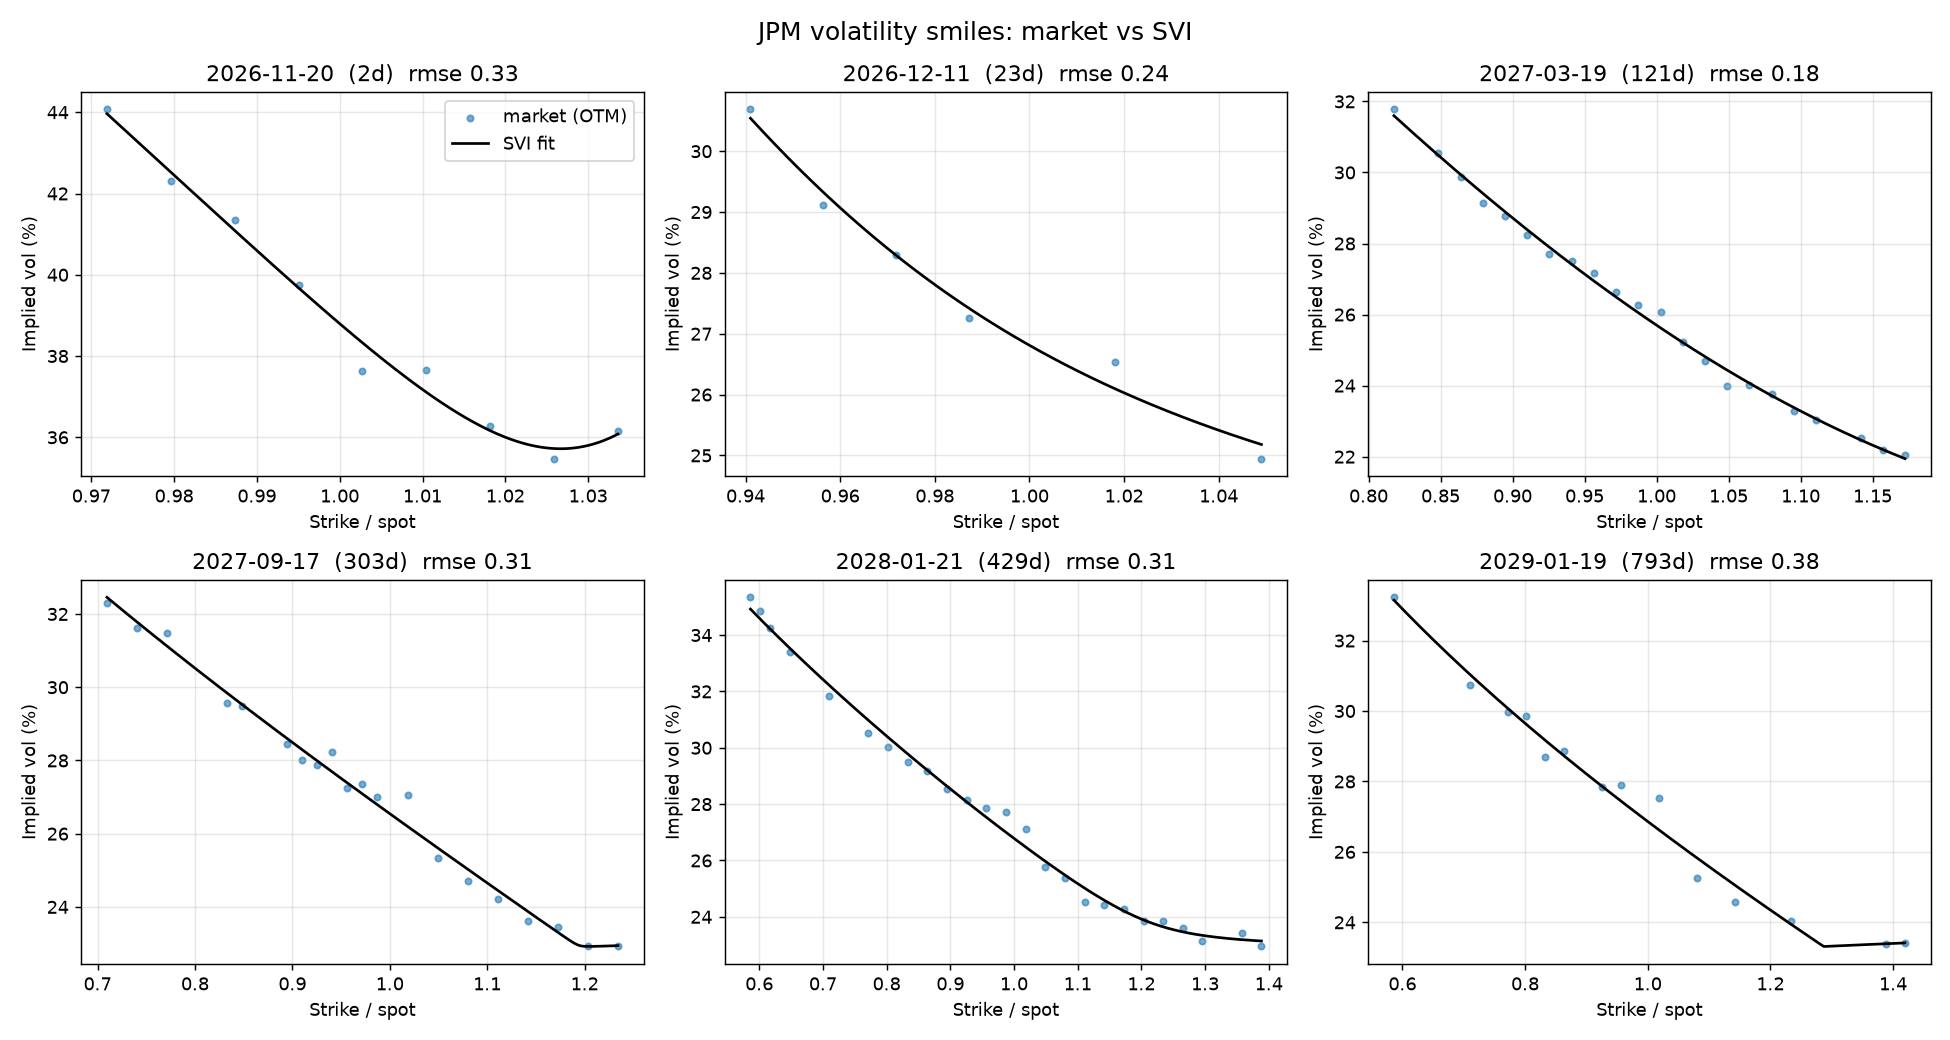 JPM volatility smiles: market vs SVI
2026-11-20 (2d) rmse 0.33
44
42
40
38
36
Implied vol (%)
market (OTM)
SVI fit
0.97 0.98 0.99 1.00 1.01 1.02 1.03
Strike / spot
2026-12-11 (23d) rmse 0.24
30
29
28
27
26
25
Implied vol (%)
0.94 0.96 0.98 1.00 1.02 1.04
Strike / spot
2027-03-19 (121d) rmse 0.18
32
30
28
26
24
22
Implied vol (%)
0.80 0.85 0.90 0.95 1.00 1.05 1.10 1.15
Strike / spot
2027-09-17 (303d) rmse 0.31
32
30
28
26
24
Implied vol (%)
0.7 0.8 0.9 1.0 1.1 1.2
Strike / spot
2028-01-21 (429d) rmse 0.31
34
32
30
28
26
24
Implied vol (%)
0.6 0.7 0.8 0.9 1.0 1.1 1.2 1.3 1.4
Strike / spot
2029-01-19 (793d) rmse 0.38
32
30
28
26
24
Implied vol (%)
0.6 0.8 1.0 1.2 1.4
Strike / spot